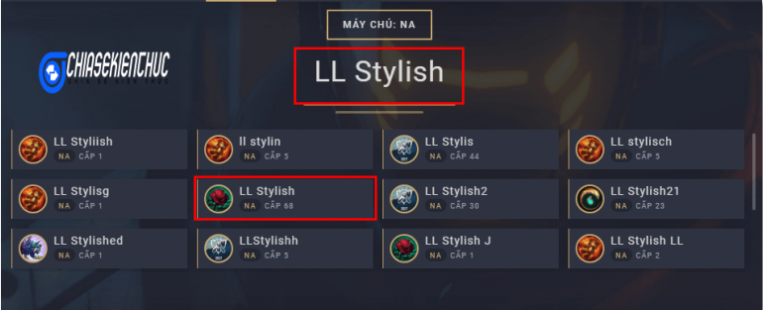 MÁY CHỦ: NA
CHIASEKIENTHUC
LL Stylish
LL Styliish
NA CẤP 1
ll stylin
NA CẤP 3
LL Stylis
NA CẤP 44
LL stylisch
NA CẤP 5
LL Stylisg
NA CẤP 1
LL Stylish
NA CẤP 68
LL Stylish2
NA CẤP 30
LL Stylish21
NA CẤP 23
LL Stylished
NA CẤP 1
LLStylishh
NA CẤP 5
LL Stylish J
NA CẤP 1
LL Stylish LL
NA CẤP 2